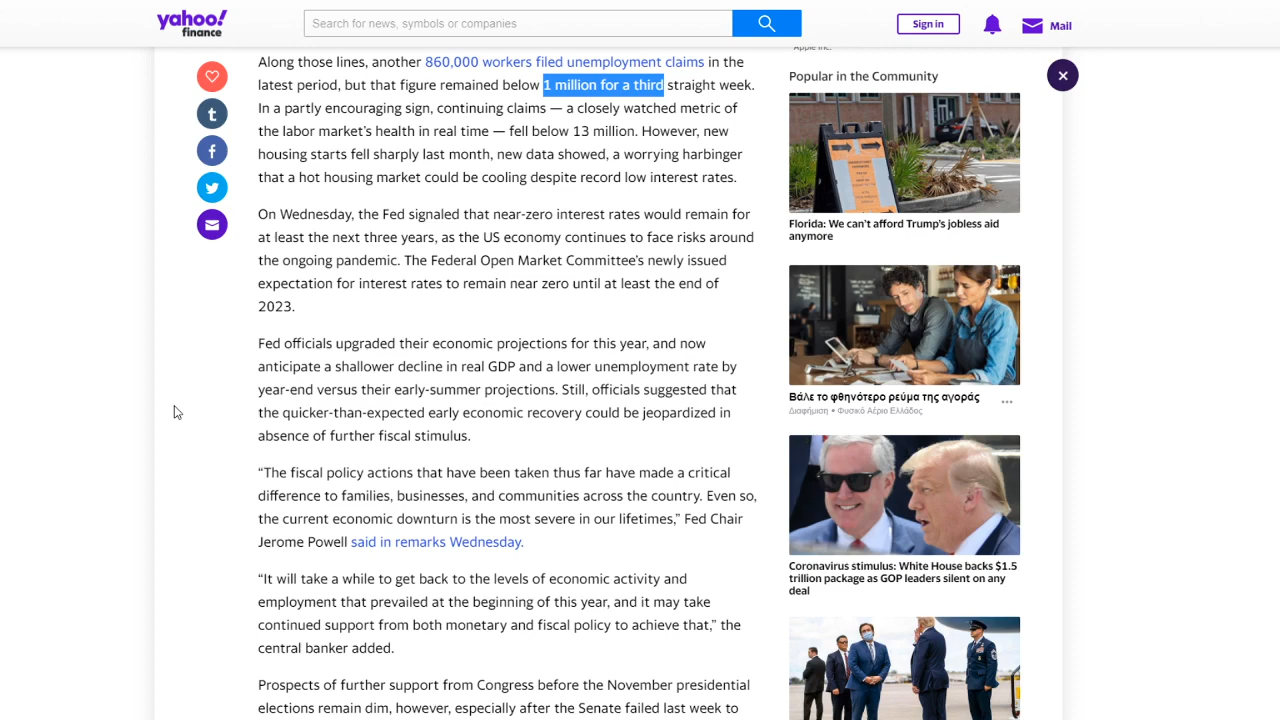 yahoo!
finance
Search for news, symbols or companies
Sign in
Mail
Along those lines, another 860,000 workers filed unemployment claims in the
latest period, but that figure remained below 1 million for a third straight week.
In a partly encouraging sign, continuing claims — a closely watched metric of
the labor market's health in real time — fell below 13 million. However, new
housing starts fell sharply last month, new data showed, a worrying harbinger
that a hot housing market could be cooling despite record low interest rates.
On Wednesday, the Fed signaled that near-zero interest rates would remain for
at least the next three years, as the US economy continues to face risks around
the ongoing pandemic. The Federal Open Market Committee's newly issued
expectation for interest rates to remain near zero until at least the end of
2023.
Fed officials upgraded their economic projections for this year, and now
anticipate a shallower decline in real GDP and a lower unemployment rate by
year-end versus their early-summer projections. Still, officials suggested that
the quicker-than-expected early economic recovery could be jeopardized in
absence of further fiscal stimulus.
“The fiscal policy actions that have been taken thus far have made a critical
difference to families, businesses, and communities across the country. Even so,
the current economic downturn is the most severe in our lifetimes,” Fed Chair
Jerome Powell said in remarks Wednesday.
“It will take a while to get back to the levels of economic activity and
employment that prevailed at the beginning of this year, and it may take
continued support from both monetary and fiscal policy to achieve that,” the
central banker added.
Prospects of further support from Congress before the November presidential
elections remain dim, however, especially after the Senate failed last week to
Apple Inc.
Popular in the Community
Florida: We can't afford Trump's jobless aid
anymore
Βάλε το φθηνότερο ρεύμα της αγοράς
Διαφήμιση • Φυσικό Αέριο Ελλάδος
Coronavirus stimulus: White House backs $1.5
trillion package as GOP leaders silent on any
deal